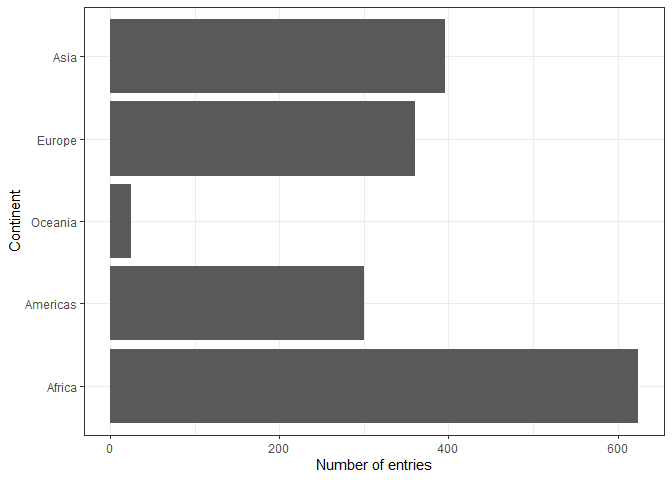 Asia
Europe
Oceania
Americas
Africa
Continent
0 200 400 600
Number of entries